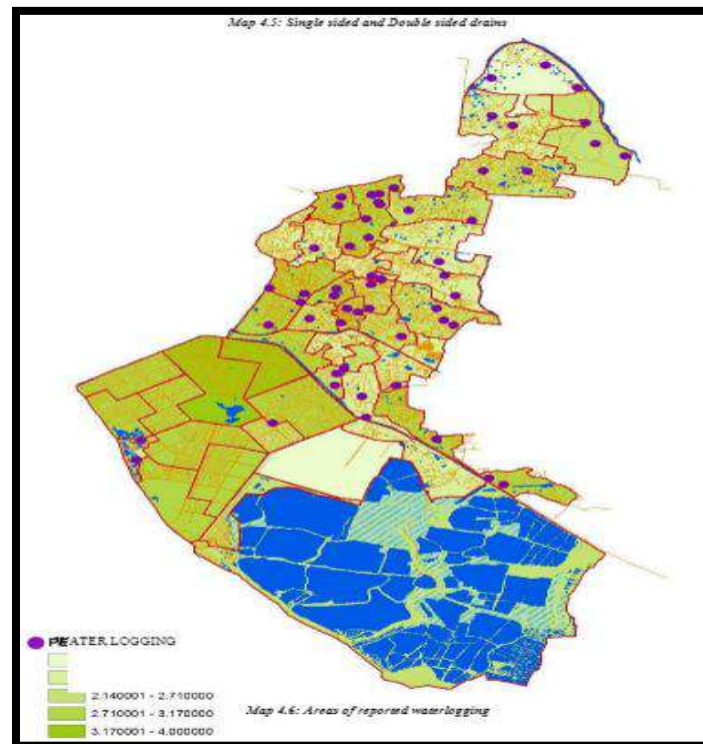 Map 4.5: Single sided and Double sided drains
WATER LOGGING
2.140001 - 2.710000
2.710001 - 3.170000
3.170001 - 4.000000
Map 4.6: Areas of reported waterlogging